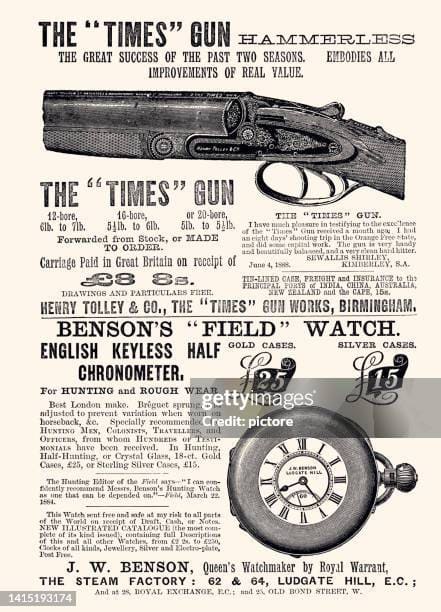 THE "TIMES" GUN HAMMERLESS
THE GREAT SUCCESS OF THE PAST TWO SEASONS. EMBODIES ALL
IMPROVEMENTS OF REAL VALUE.
HENRY TOLLEY & CO.
THE "TIMES" GUN
12-bore, 16-bore, or 20-bore,
6lb. to 7lb. 5½lb. to 6lb. 5lb. to 5½lb.
Forwarded from Stock, or MADE
TO ORDER.
Carriage Paid in Great Britain on receipt of
£8 8s.
DRAWINGS AND PARTICULARS FREE.
THE "TIMES" GUN.
I have much pleasure in testifying to the excellence
of the "Times" Gun received a month ago; I had
an eight days' shooting trip in the Orange Free State,
and did some capital work. The gun is very handy
and beautifully balanced, and a very clean hard hitter.
SEWALLIS SHIRLEY,
June 4, 1888. KIMBERLEY, S.A.
TIN-LINED CASE, FREIGHT and INSURANCE to the
PRINCIPAL PORTS of INDIA, CHINA, AUSTRALIA,
NEW ZEALAND and the CAPE, 15s.
HENRY TOLLEY & CO., THE "TIMES" GUN WORKS, BIRMINGHAM.
BENSON'S "FIELD" WATCH.
ENGLISH KEYLESS HALF
CHRONOMETER,
GOLD CASES. SILVER CASES.
£25 £15
For HUNTING and ROUGH WEAR
Best London make. Bréguet sprung,
adjusted to prevent variation when worn on
horseback, &c. Specially recommended to
HUNTING MEN, COLONISTS, TRAVELLERS, and
OFFICERS, from whom HUNDREDS OF TESTI-
MONIALS have been received. In Hunting,
Half-Hunting, or Crystal Glass, 18-ct. Gold
Cases, £25, or Sterling Silver Cases, £15.
The Hunting Editor of the Field says—"I can con-
fidently recommend Messrs. Benson's Hunting Watch
as one that can be depended on."—Field, March 22,
1884.
This Watch sent free and safe at my risk to all parts
of the World on receipt of Draft, Cash, or Notes.
NEW ILLUSTRATED CATALOGUE (the most com-
plete of its kind issued), containing full Descriptions
of this and all other Watches, from £2 2s. to £250,
Clocks of all kinds, Jewellery, Silver and Electro-plate,
Post Free.
J. W. BENSON
LUDGATE HILL
60
J. W. BENSON, Queen's Watchmaker by Royal Warrant,
THE STEAM FACTORY: 62 & 64, LUDGATE HILL, E.C.;
And at 28, ROYAL EXCHANGE, E.C.; and 25, OLD BOND STREET, W.
gettyimages
Credit: picture
1415193174